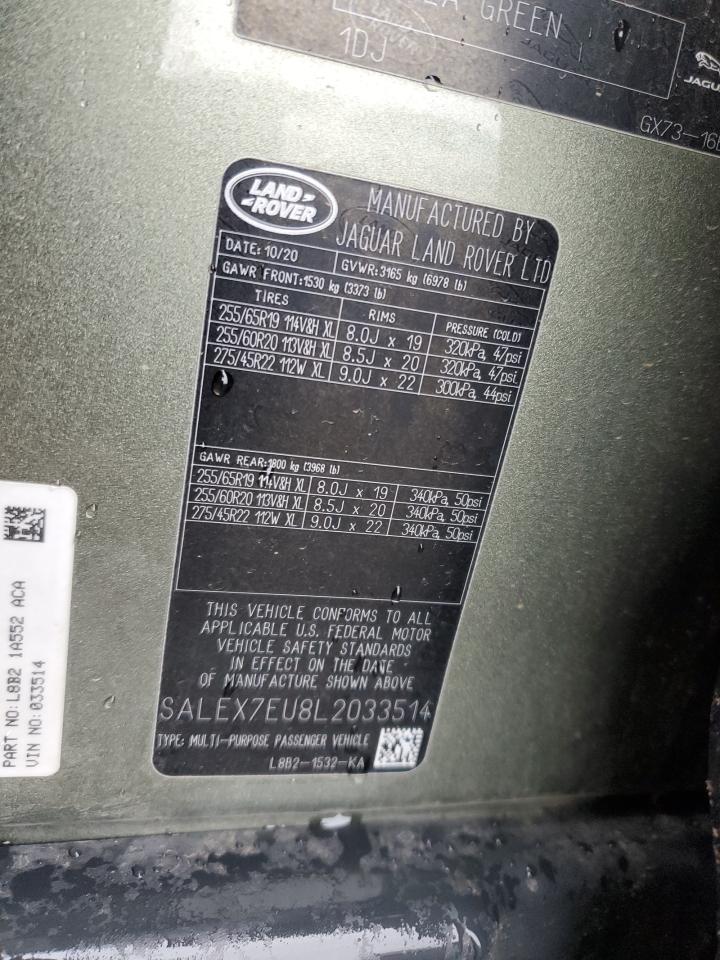 GREEN
1DJ
JAGU
GX73-16
LAND
ROVER
MANUFACTURED BY
JAGUAR LAND ROVER LTD
DATE: 10/20 GVWR: 3165 kg (6978 lb)
GAWR FRONT: 1530 kg (3373 lb)
TIRES RIMS PRESSURE (COLD)
255/65R19 114V&H XL 8.0J x 19 320kPa, 47psi
255/60R20 113V&H XL 8.5J x 20 320kPa, 47psi
275/45R22 112W XL 9.0J x 22 300kPa, 44psi
GAWR REAR: 1800 kg (3968 lb)
255/65R19 114V&H XL 8.0J x 19 340kPa, 50psi
255/60R20 113V&H XL 8.5J x 20 340kPa, 50psi
275/45R22 112W XL 9.0J x 22 340kPa, 50psi
THIS VEHICLE CONFORMS TO ALL
APPLICABLE U.S. FEDERAL MOTOR
VEHICLE SAFETY STANDARDS
IN EFFECT ON THE DATE
OF MANUFACTURE SHOWN ABOVE
SALEX7EU8L2033514
TYPE: MULTI-PURPOSE PASSENGER VEHICLE
L8B2-1532-KA
PART NO: L8B2 1A552 ACA
VIN NO: 033514